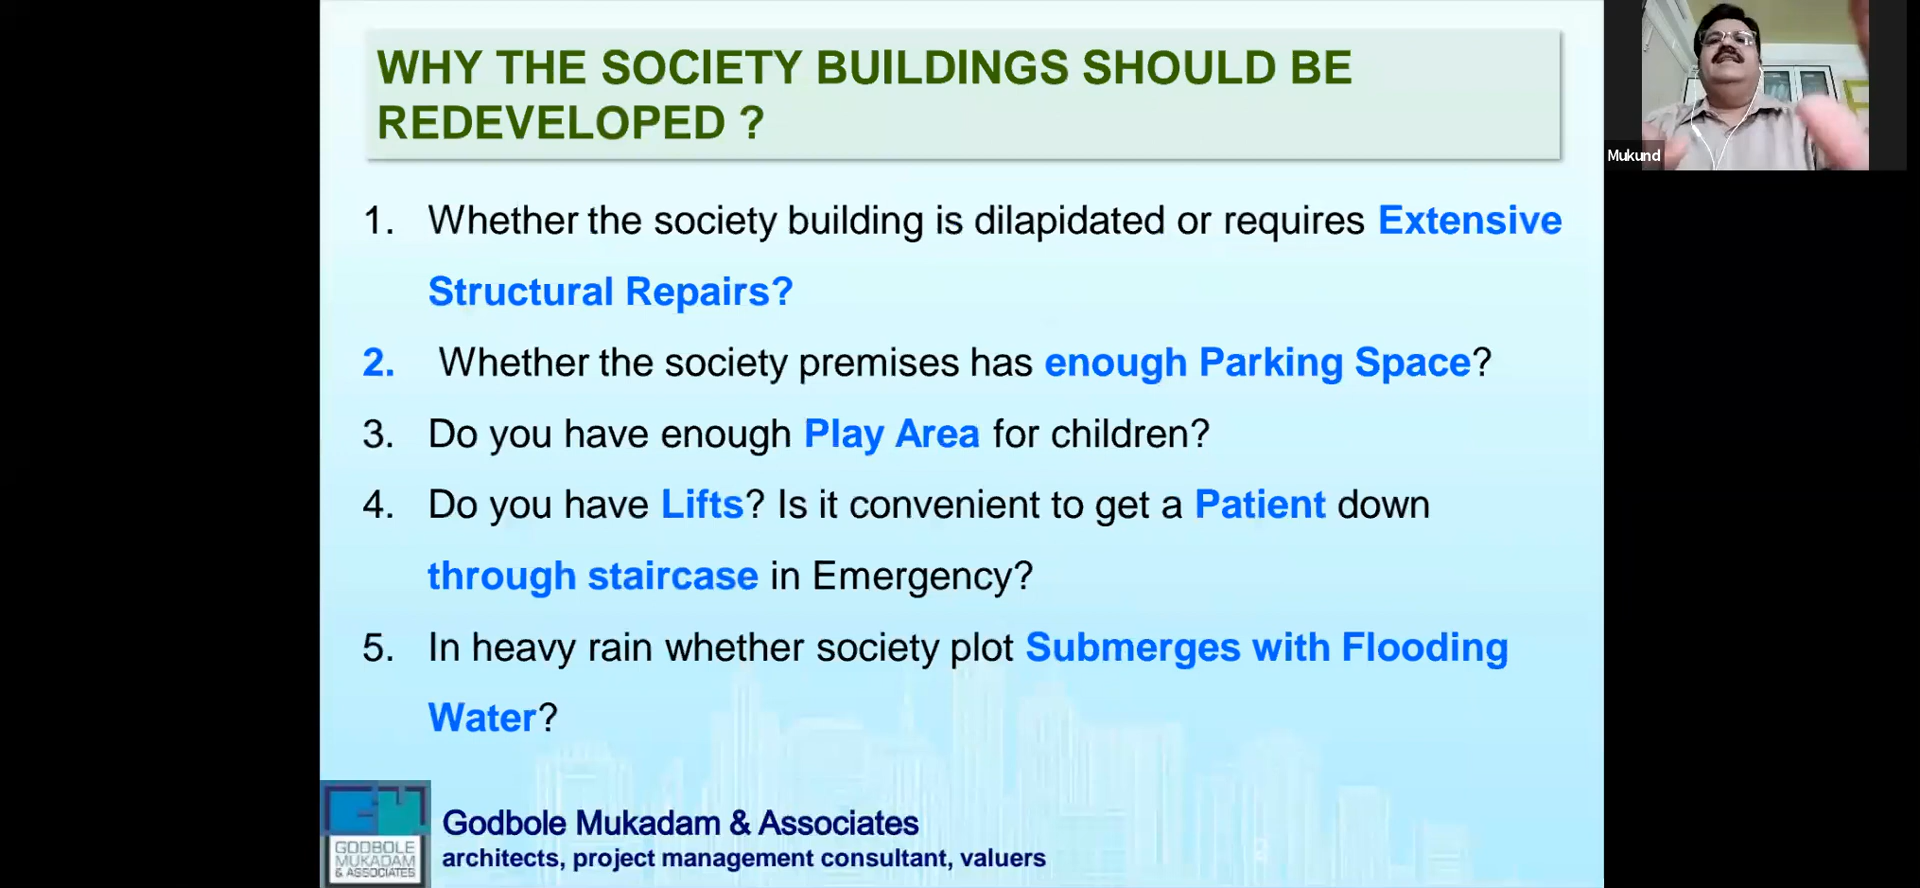 WHY THE SOCIETY BUILDINGS SHOULD BE
REDEVELOPED ?
Mukund
1. Whether the society building is dilapidated or requires Extensive
Structural Repairs?
2. Whether the society premises has enough Parking Space?
3. Do you have enough Play Area for children?
4. Do you have Lifts? Is it convenient to get a Patient down
through staircase in Emergency?
5. In heavy rain whether society plot Submerges with Flooding
Water?
GODBOLE
MUKADAM
& ASSOCIATES
Godbole Mukadam & Associates
architects, project management consultant, valuers